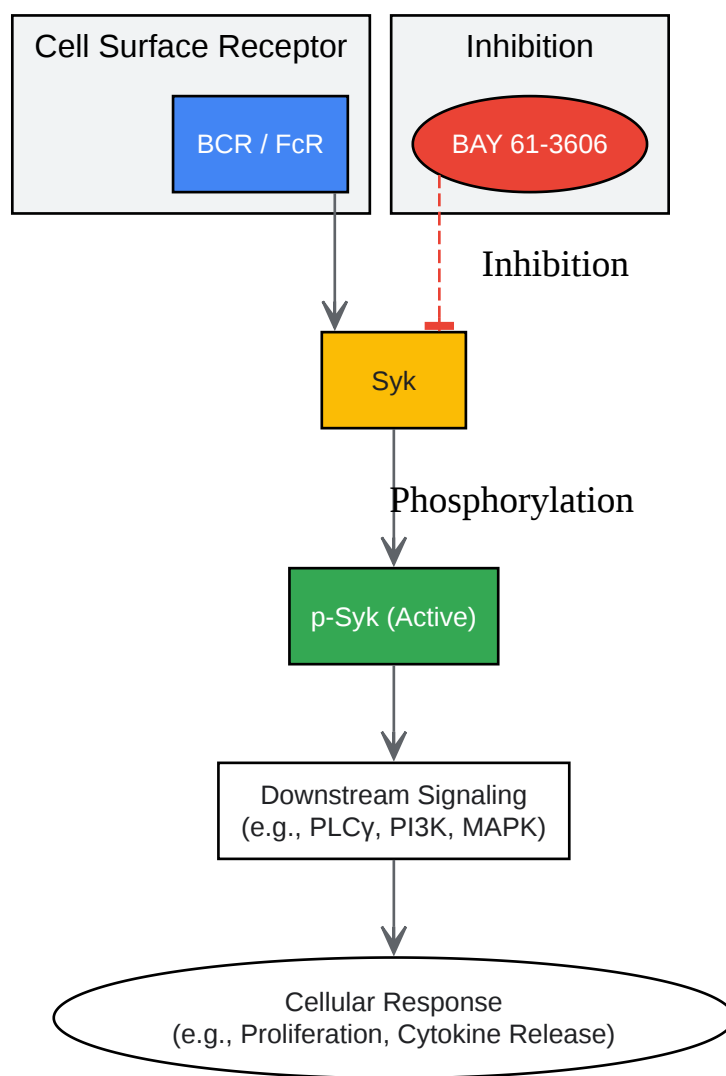 Cell Surface Receptor
Inhibition
BCR / FcR
BAY 61-3606
Inhibition
Syk
Phosphorylation
p-Syk (Active)
Downstream Signaling
(e.g., PLCγ, PI3K, MAPK)
Cellular Response
(e.g., Proliferation, Cytokine Release)